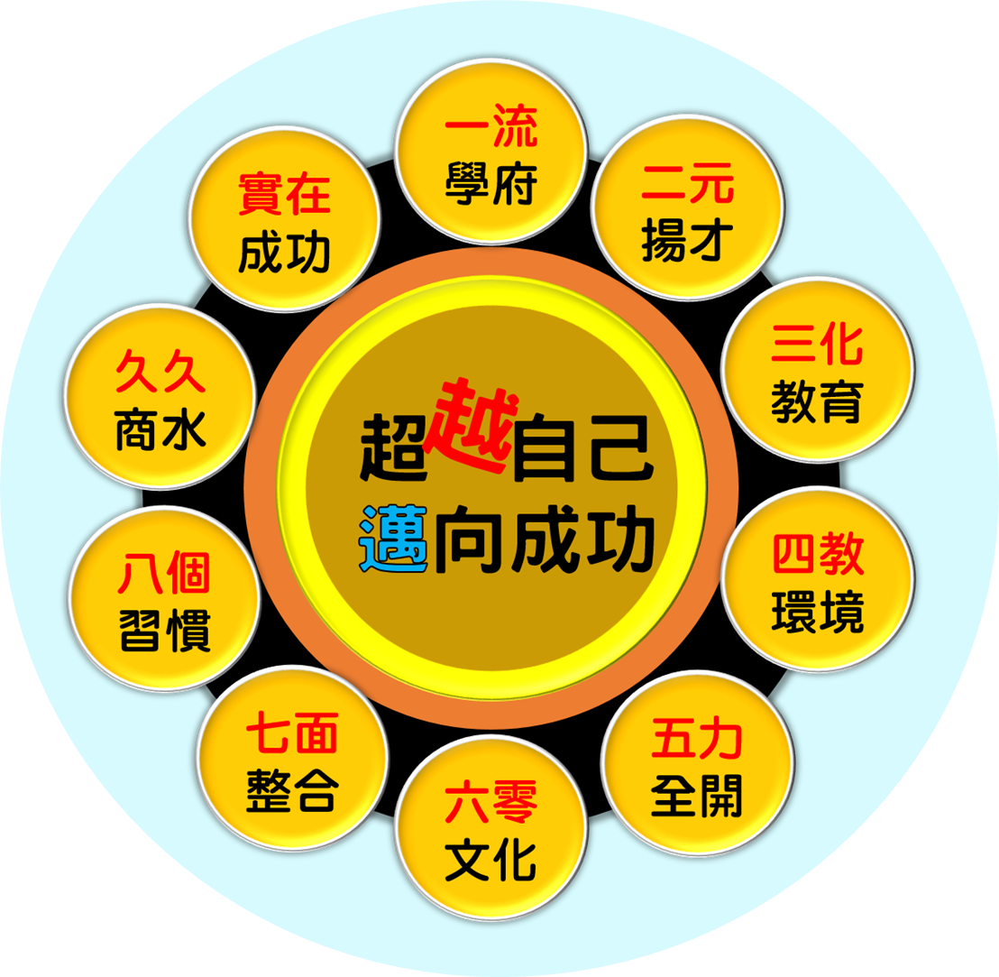 超越自己
邁向成功
一流
學府
二元
揚才
三化
教育
四教
環境
五力
全開
六零
文化
七面
整合
八個
習慣
久久
商水
實在
成功